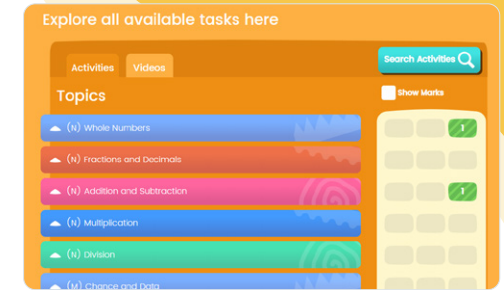 Explore all available tasks here
Search Activities
Activities Videos
Topics
Show Marks
(N) Whole Numbers
1
(N) Fractions and Decimals
(N) Addition and Subtraction
1
(N) Multiplication
(N) Division
(M) Chance and Data